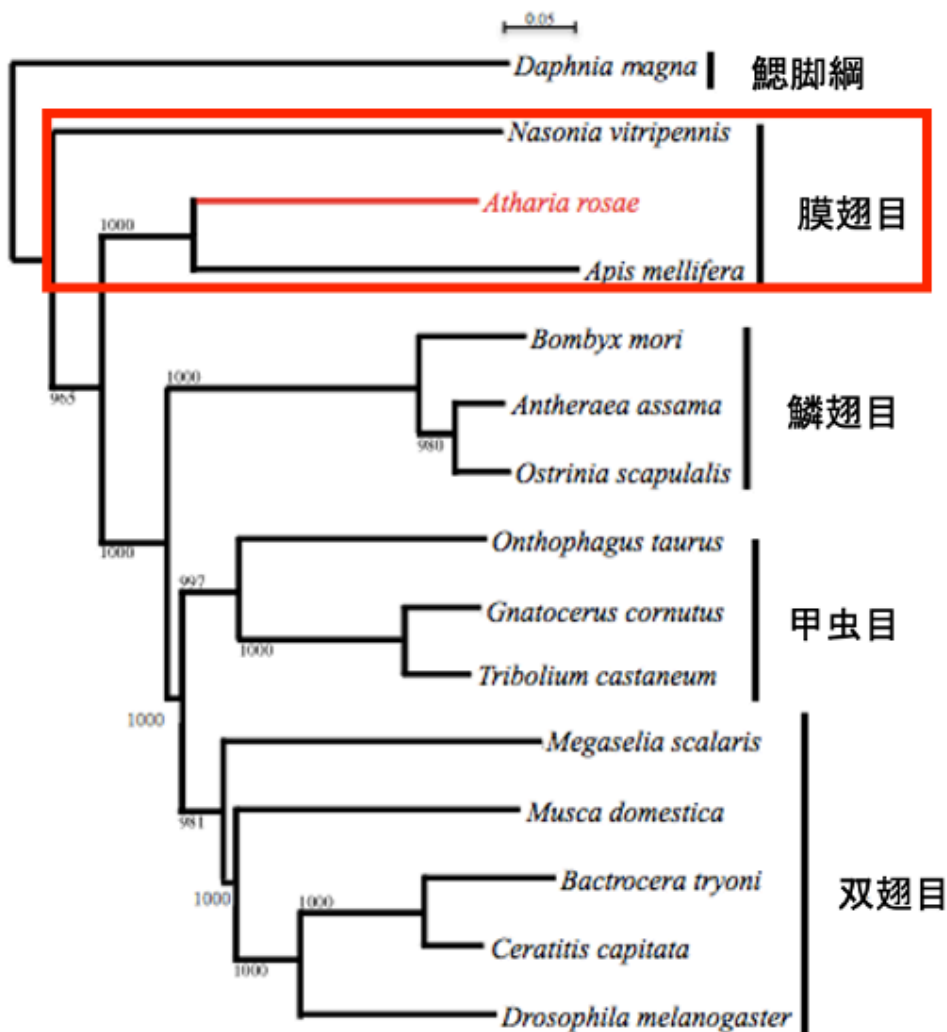 0.05
Daphnia magna
鰓脚綱
Nasonia vitripennis
Atharia rosae
膜翅目
1000
Apis mellifera
Bombyx mori
1000
965
Antheraea assama
鱗翅目
980
Ostrinia scapulalis
Onthophagus taurus
1000
997
Gnatocerus cornutus
甲虫目
1000
Tribolium castaneum
1000
Megaselia scalaris
Musca domestica
981
Bactrocera tryoni
双翅目
1000
1000
Ceratitis capitata
1000
Drosophila melanogaster